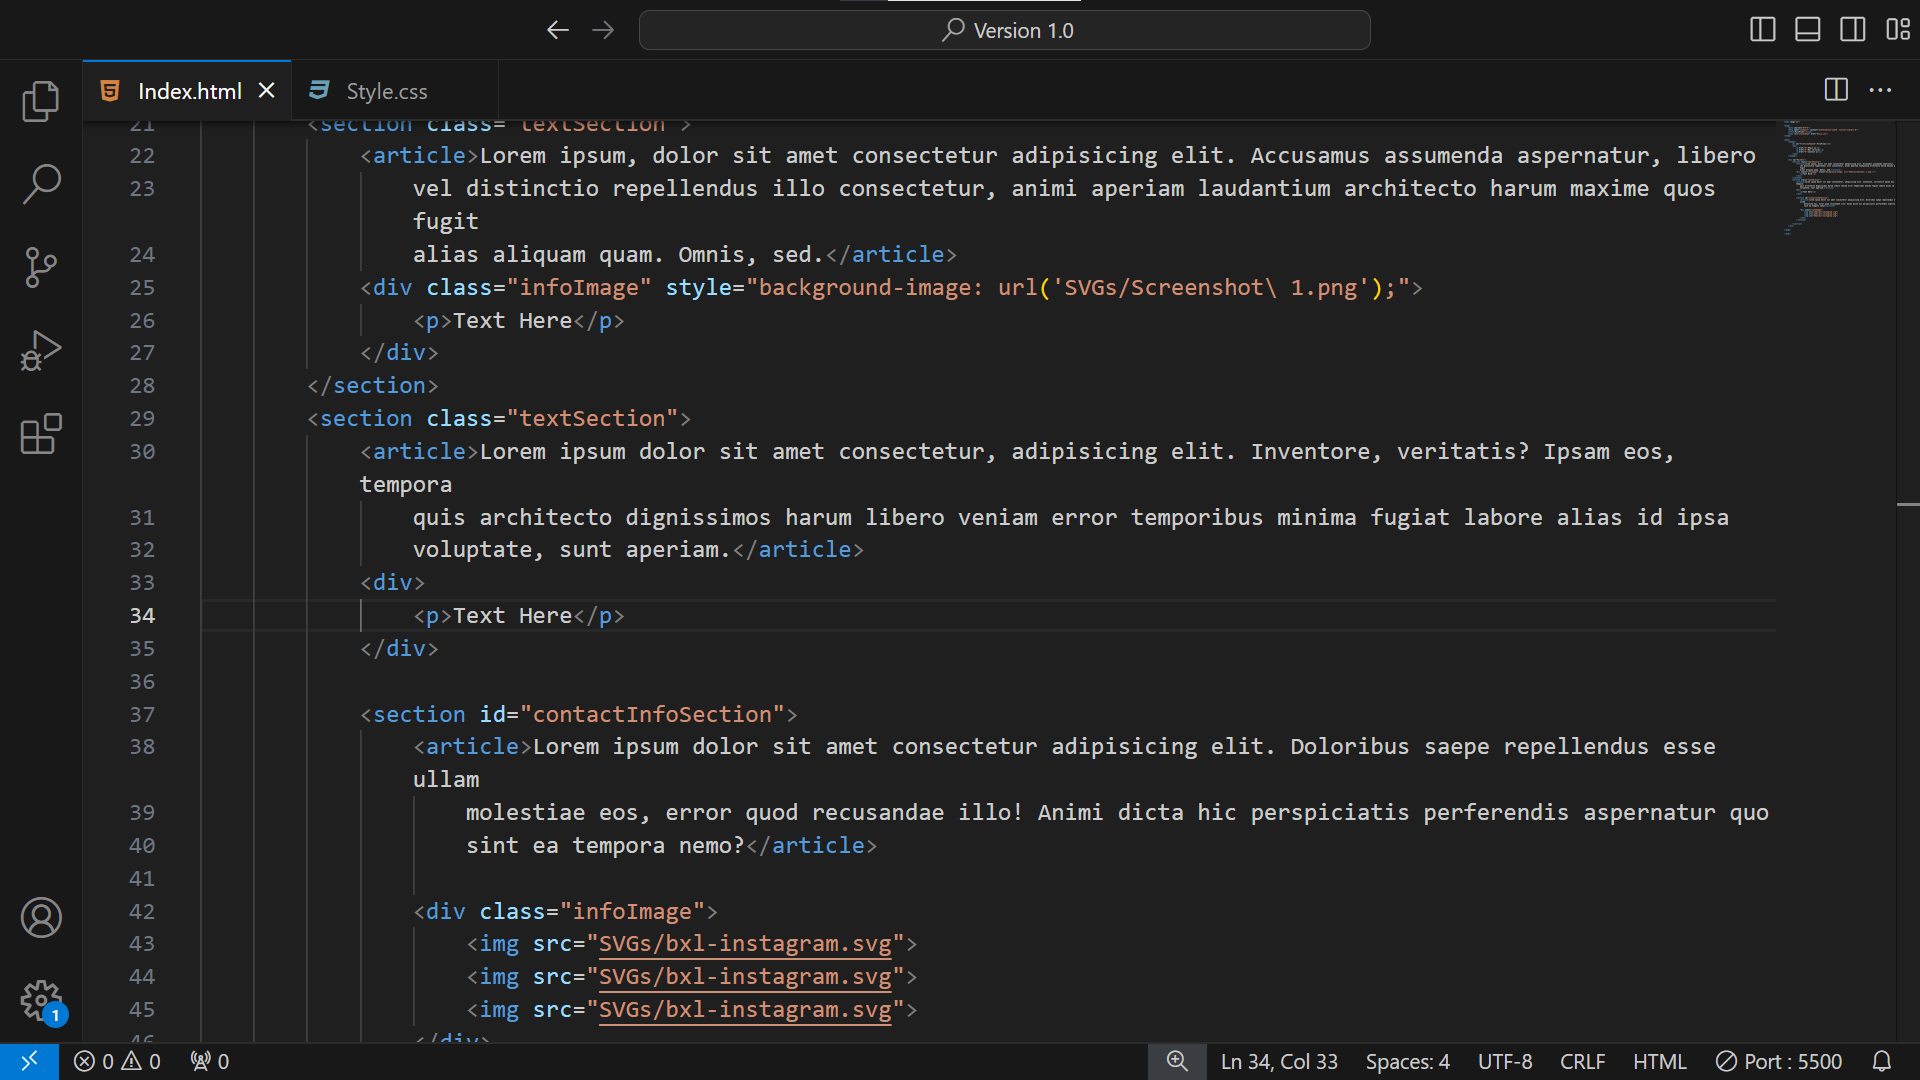 Version 1.0
Index.html
Style.css
21 <section class="textSection">
22 <article>Lorem ipsum, dolor sit amet consectetur adipisicing elit. Accusamus assumenda aspernatur, libero
23 vel distinctio repellendus illo consectetur, animi aperiam laudantium architecto harum maxime quos
fugit
24 alias aliquam quam. Omnis, sed.</article>
25 <div class="infoImage" style="background-image: url('SVGs/Screenshot\ 1.png');">
26 <p>Text Here</p>
27 </div>
28 </section>
29 <section class="textSection">
30 <article>Lorem ipsum dolor sit amet consectetur, adipisicing elit. Inventore, veritatis? Ipsam eos,
tempora
31 quis architecto dignissimos harum libero veniam error temporibus minima fugiat labore alias id ipsa
32 voluptate, sunt aperiam.</article>
33 <div>
34 <p>Text Here</p>
35 </div>
36
37 <section id="contactInfoSection">
38 <article>Lorem ipsum dolor sit amet consectetur adipisicing elit. Doloribus saepe repellendus esse
ullam
39 molestiae eos, error quod recusandae illo! Animi dicta hic perspiciatis perferendis aspernatur quo
40 sint ea tempora nemo?</article>
41
42 <div class="infoImage">
43 <img src="SVGs/bxl-instagram.svg">
44 <img src="SVGs/bxl-instagram.svg">
45 <img src="SVGs/bxl-instagram.svg">
46 </div>
1
0 0 0 Ln 34, Col 33 Spaces: 4 UTF-8 CRLF HTML Port : 5500